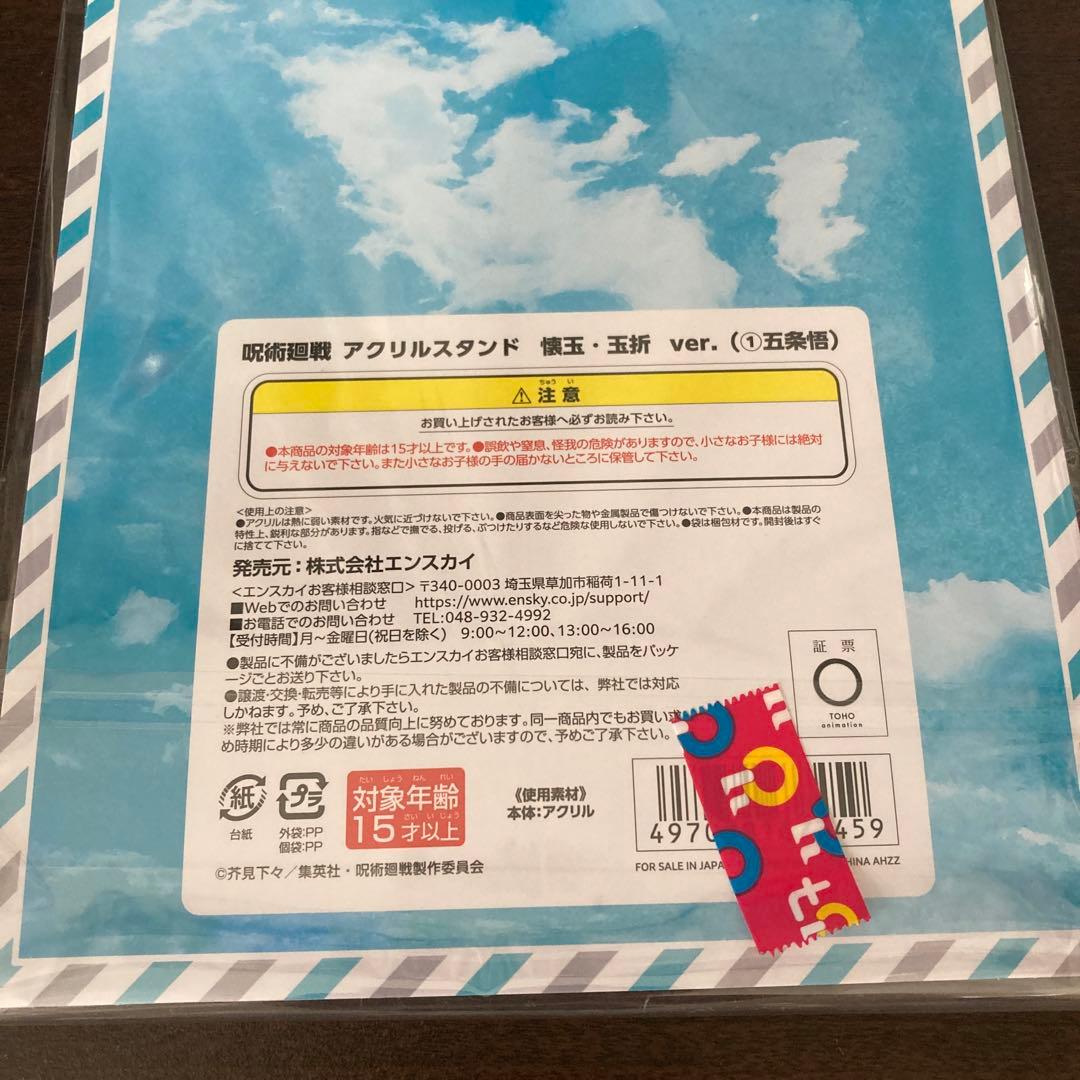 呪術廻戦 アクリルスタンド 懐玉・玉折 ver.（①五条悟）
ちゅう い
⚠注意
お買い上げされたお客様へ必ずお読み下さい。
●本商品の対象年齢は15才以上です。●誤飲や窒息、怪我の危険がありますので、小さなお子様には絶対
に与えないで下さい。また小さなお子様の手の届かないところに保管して下さい。
<使用上の注意>
●アクリルは熱に弱い素材です。火気に近づけないで下さい。●商品表面を尖った物や金属製品で傷つけないで下さい。●本商品は製品の
特性上、鋭利な部分があります。指などで撫でる、投げる、ぶつけたりするなど危険な使用しないで下さい。●袋は梱包材です。開封後はすぐ
に捨てて下さい。
発売元：株式会社エンスカイ
<エンスカイお客様相談窓口> 〒340-0003 埼玉県草加市稲荷1-11-1
■Webでのお問い合わせ https://www.ensky.co.jp/support/
■お電話でのお問い合わせ TEL:048-932-4992
【受付時間】月～金曜日(祝日を除く) 9:00～12:00、13:00～16:00
●製品に不備がございましたらエンスカイお客様相談窓口宛に、製品をパッケ
ージごとお送り下さい。
●譲渡・交換・転売等により手に入れた製品の不備については、弊社では対応
しかねます。予め、ご了承下さい。
※弊社では常に商品の品質向上に努めております。同一商品内でもお買い求
め時期により多少の違いがある場合がございますので、予めご了承下さい。
証票
TOHO
animation
紙
台紙
プラ
外袋:PP
個袋:PP
たいしょうねんれい
対象年齢
さいいじょう
15才以上
《使用素材》
本体:アクリル
4970 459
FOR SALE IN JAPA CHINA AHZZ
©芥見下々／集英社・呪術廻戦製作委員会